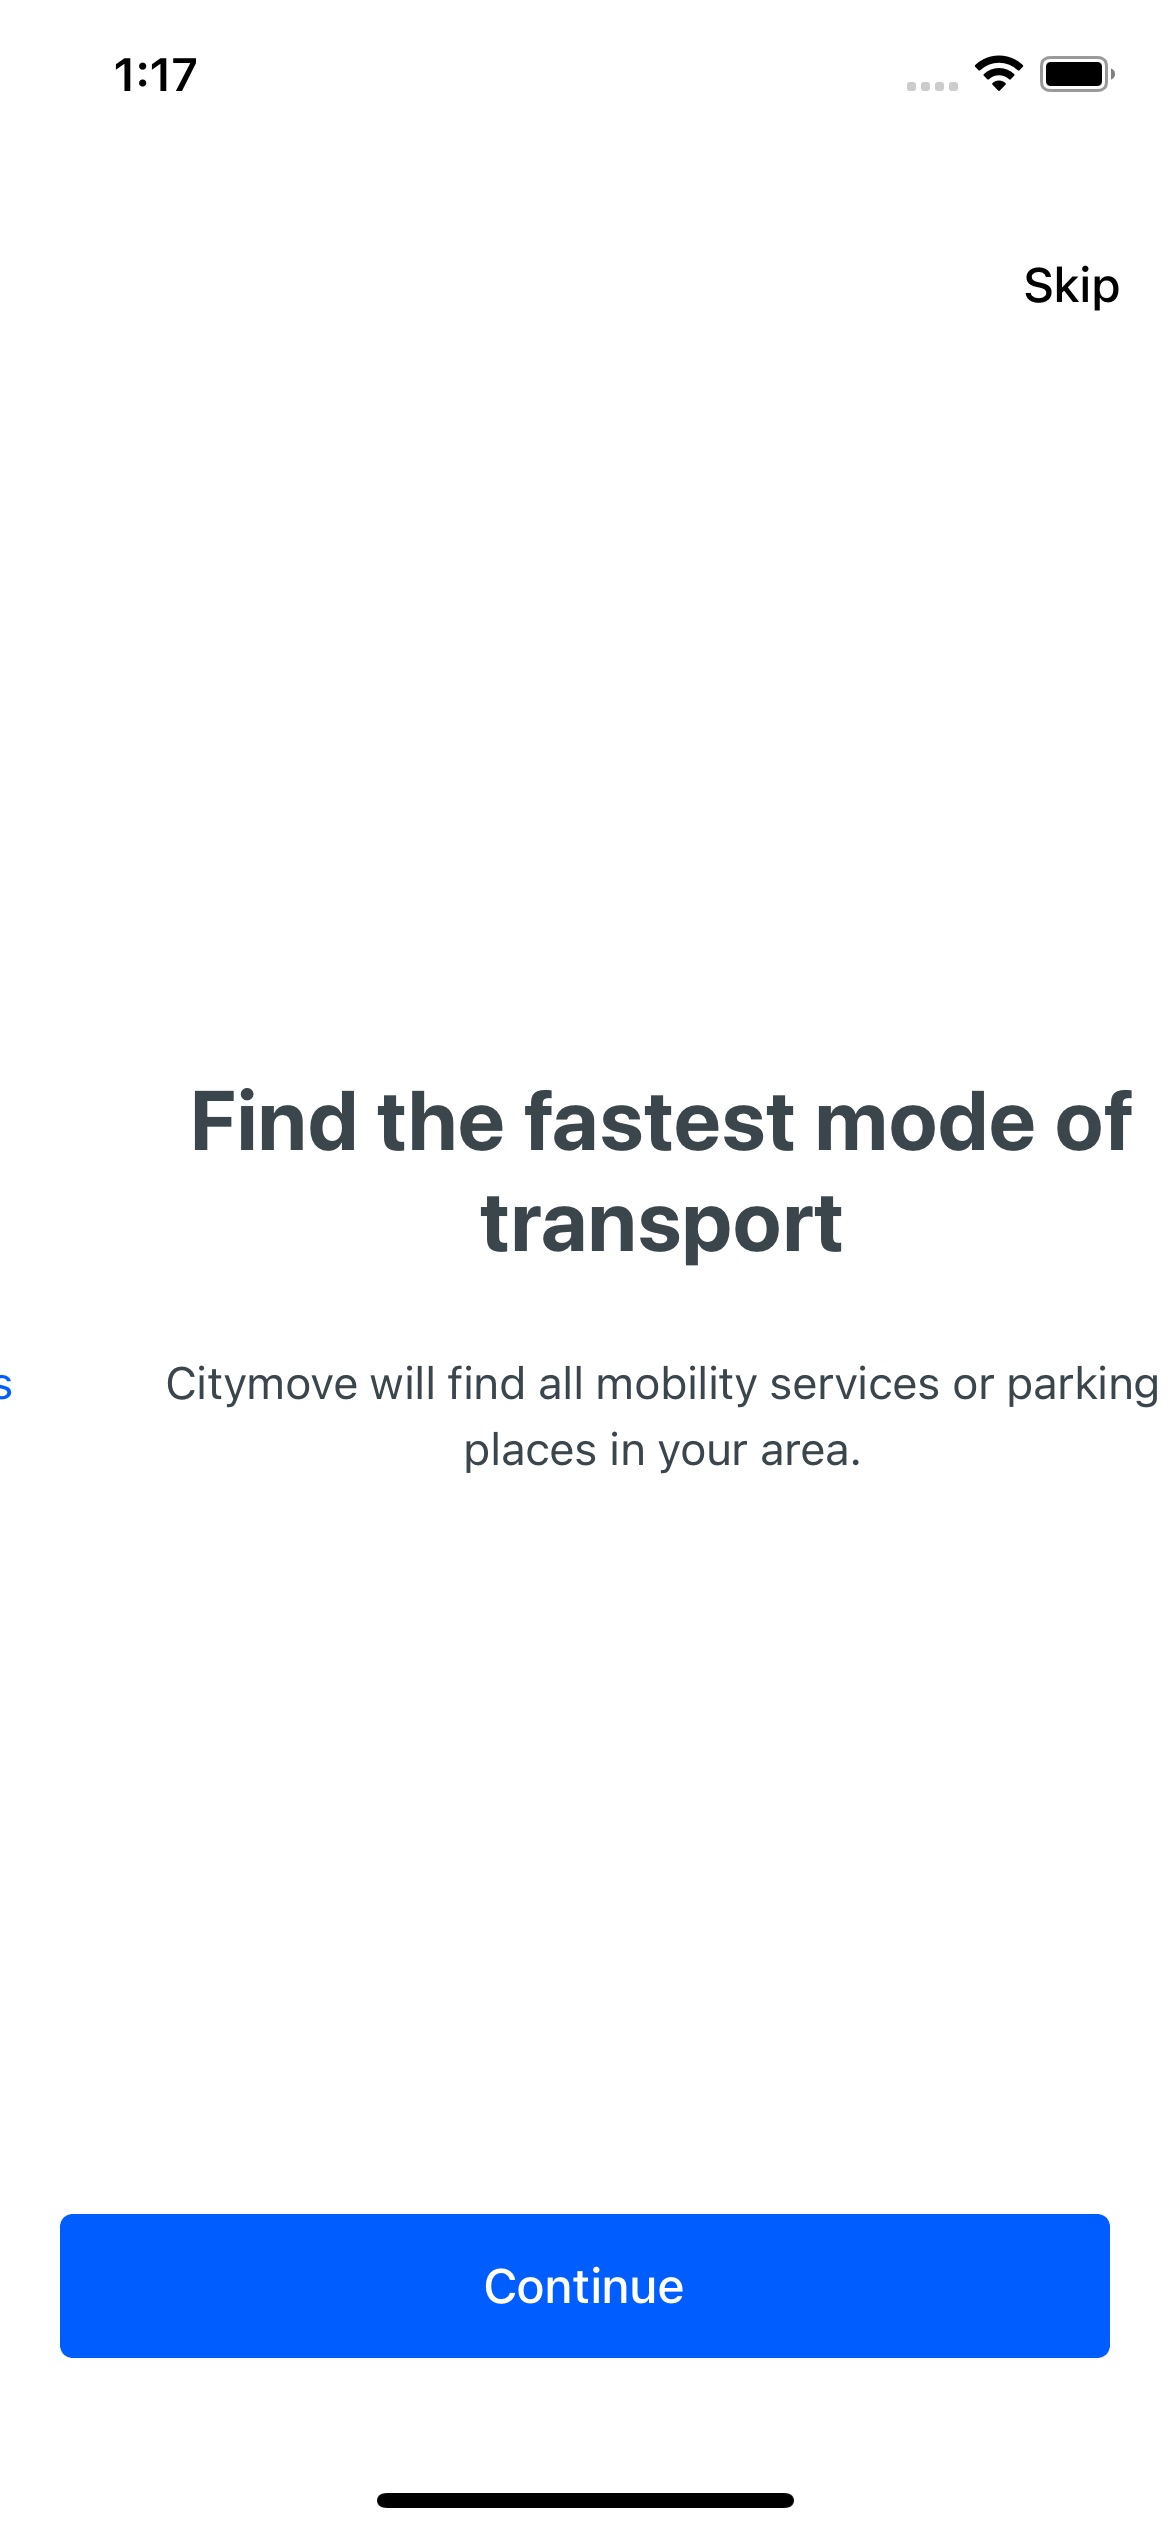 1:17
Skip
Find the fastest mode of
transport
s
Citymove will find all mobility services or parking
places in your area.
Continue